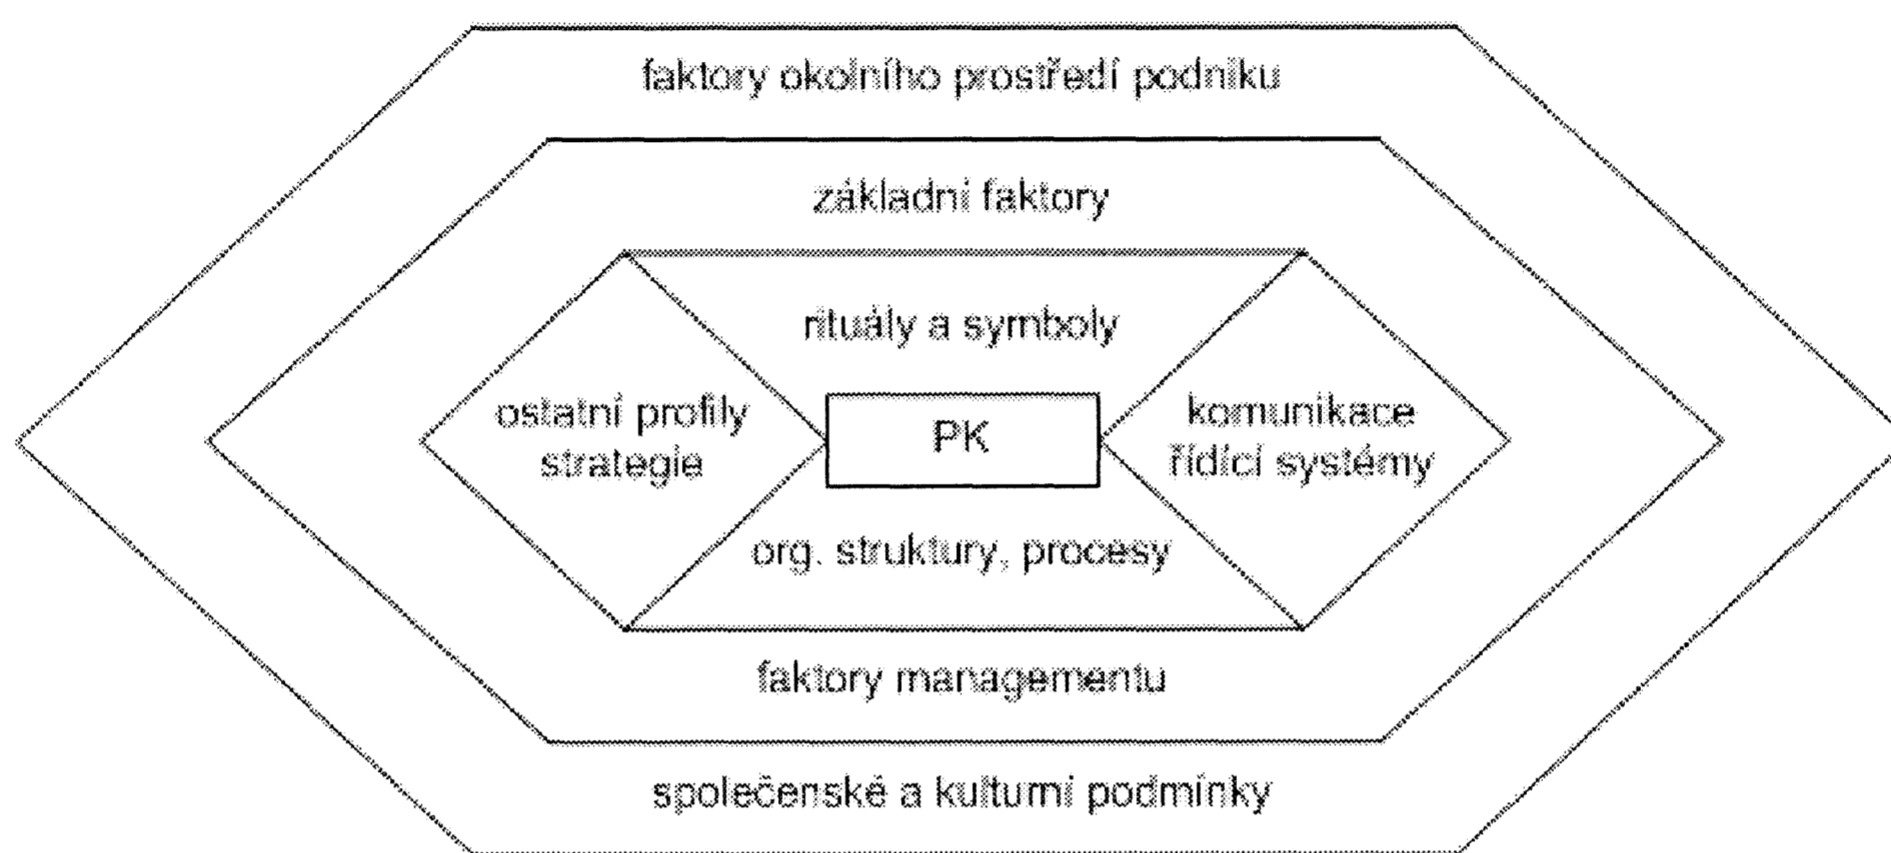 faktory okolního prostředí podniku
základní faktory
rituály a symboly
ostatní profily
strategie
PK
komunikace
řídící systémy
org. struktury, procesy
faktory managementu
společenské a kulturní podmínky